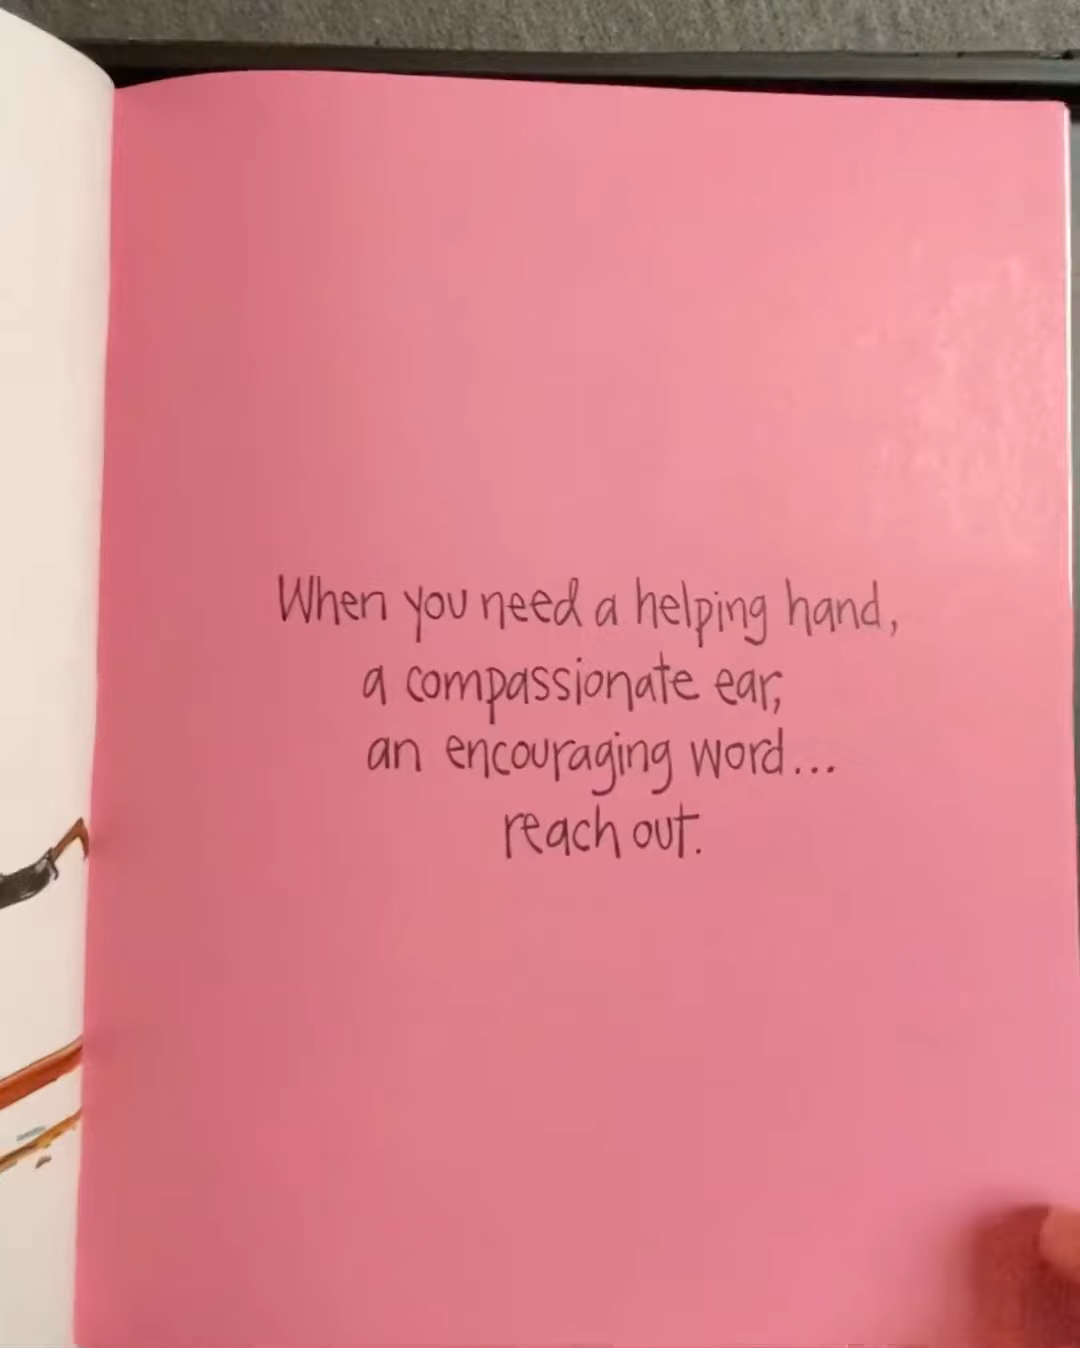 When you need a helping hand,
a compassionate ear,
an encouraging word...
reach out.